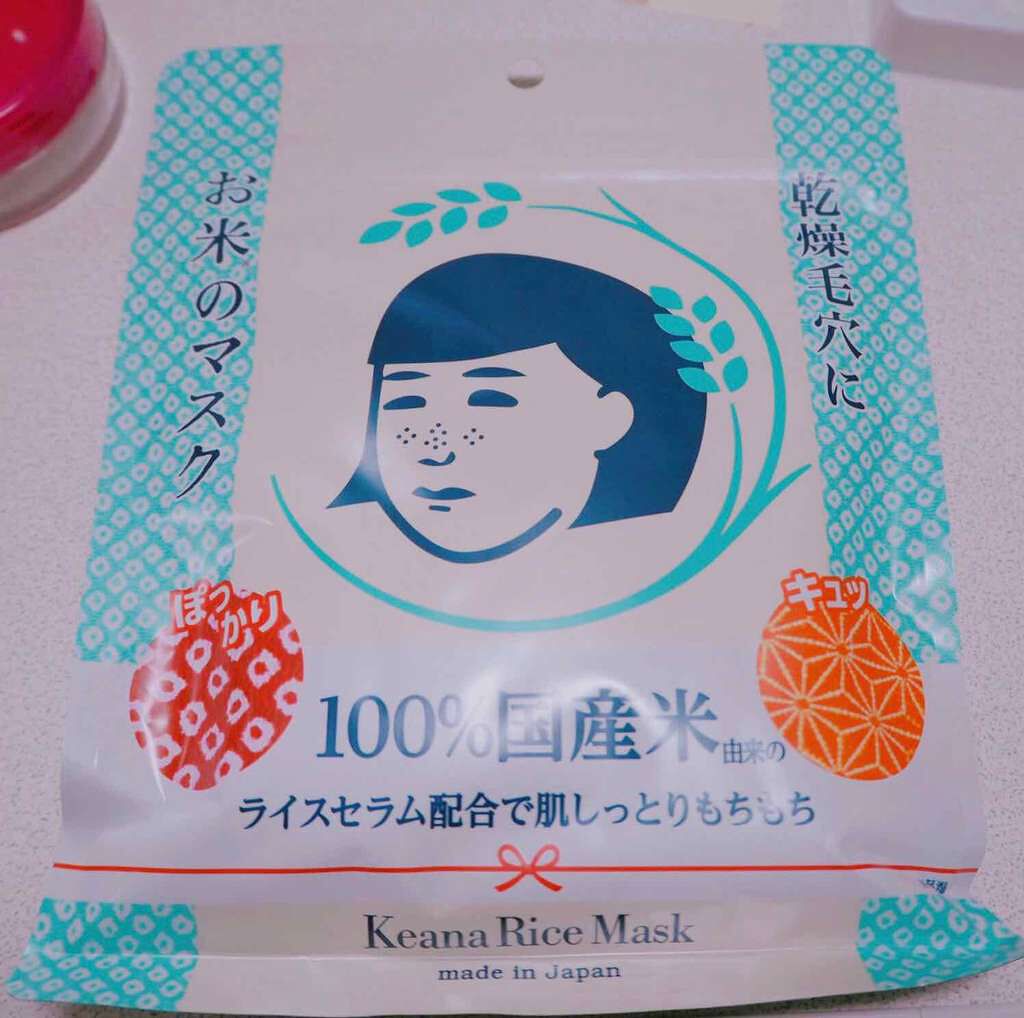 乾燥毛穴に
お米のマスク
ぽっかり
キュッ
100%国産米由来の
ライスセラム配合で肌しっとりもちもち
Keana Rice Mask
made in Japan